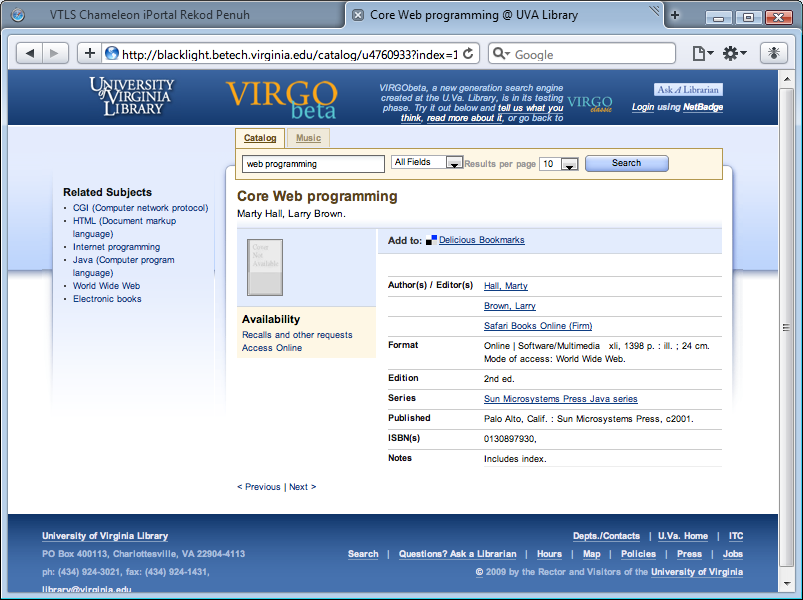 VTLS Chameleon iPortal Rekod Penuh
Core Web programming @ UVA Library
http://blacklight.betech.virginia.edu/catalog/u4760933?index=1
Google
UNIVERSITY of VIRGINIA LIBRARY
VIRGO beta
VIRGObeta, a new generation search engine
created at the U.Va. Library, is in its testing
phase. Try it out below and tell us what you
think, read more about it, or go back to
VIRGO classic
Ask A Librarian
Login using NetBadge
Catalog
Music
web programming
All Fields
Results per page
10
Search
Related Subjects
CGI (Computer network protocol)
HTML (Document markup
language)
Internet programming
Java (Computer program
language)
World Wide Web
Electronic books
Core Web programming
Marty Hall, Larry Brown.
Cover
Not
Available
Availability
Recalls and other requests
Access Online
Add to: Delicious Bookmarks
Author(s) / Editor(s) Hall, Marty
Brown, Larry
Safari Books Online (Firm)
Format Online | Software/Multimedia xli, 1398 p. : ill. ; 24 cm.
Mode of access: World Wide Web.
Edition 2nd ed.
Series Sun Microsystems Press Java series
Published Palo Alto, Calif. : Sun Microsystems Press, c2001.
ISBN(s) 0130897930,
Notes Includes index.
< Previous | Next >
University of Virginia Library
PO Box 400113, Charlottesville, VA 22904-4113
ph: (434) 924-3021, fax: (434) 924-1431,
library@virginia.edu
Depts./Contacts | U.Va. Home | ITC
Search | Questions? Ask a Librarian | Hours | Map | Policies | Press | Jobs
© 2009 by the Rector and Visitors of the University of Virginia